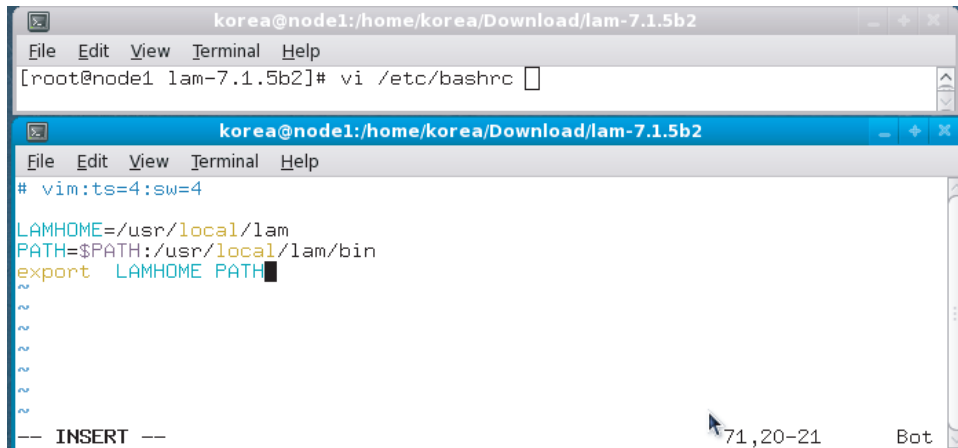 korea@node1:/home/korea/Download/lam-7.1.5b2
File Edit View Terminal Help
[root@node1 lam-7.1.5b2]# vi /etc/bashrc
korea@node1:/home/korea/Download/lam-7.1.5b2
File Edit View Terminal Help
# vim:ts=4:sw=4
LAMHOME=/usr/local/lam
PATH=$PATH:/usr/local/lam/bin
export  LAMHOME PATH
~
~
~
~
~
~
~
-- INSERT -- 71,20-21 Bot